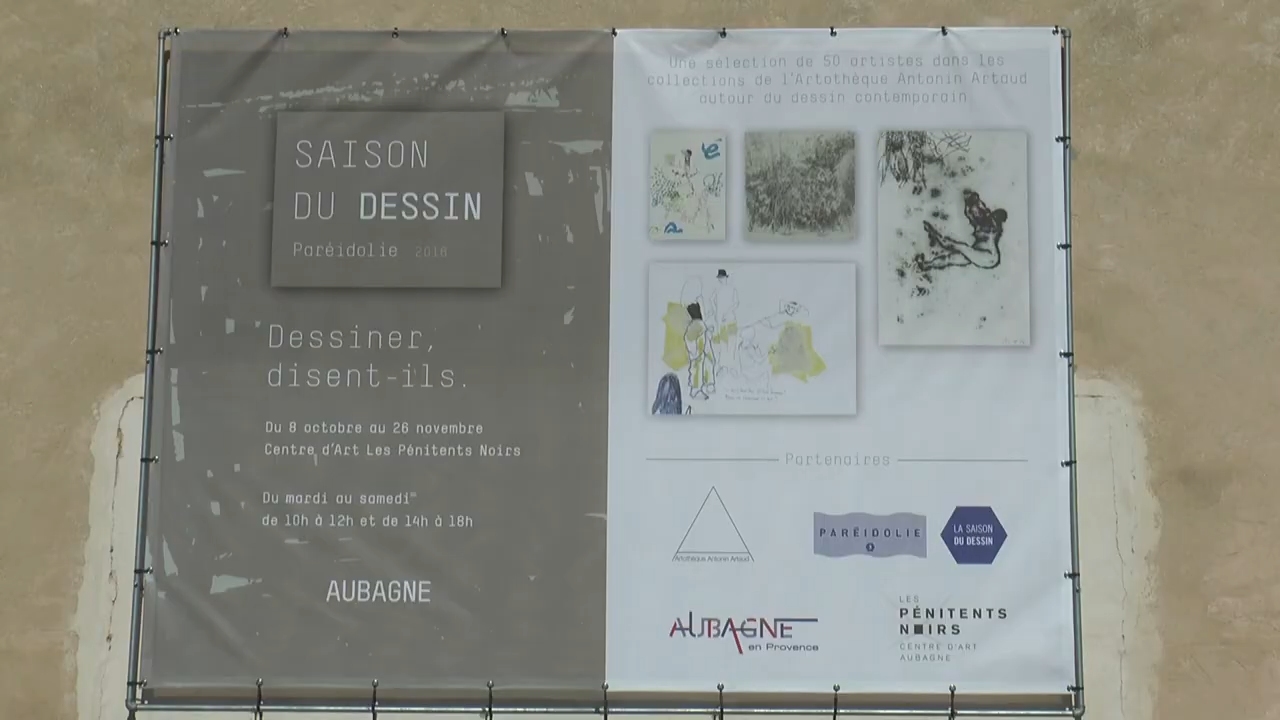 SAISON
DU DESSIN
Paréidolie 2016
Dessiner,
disent-ils.
Du 8 octobre au 26 novembre
Centre d'Art Les Pénitents Noirs
Du mardi au samedi
de 10h à 12h et de 14h à 18h
AUBAGNE
Une sélection de 50 artistes dans les
collections de l'Artothèque Antonin Artaud
autour du dessin contemporain
Partenaires
Artothèque Antonin Artaud
PARÉIDOLIE
LA SAISON
DU DESSIN
AUBAGNE
en Provence
LES
PÉNITENTS
NOIRS
CENTRE D'ART
AUBAGNE